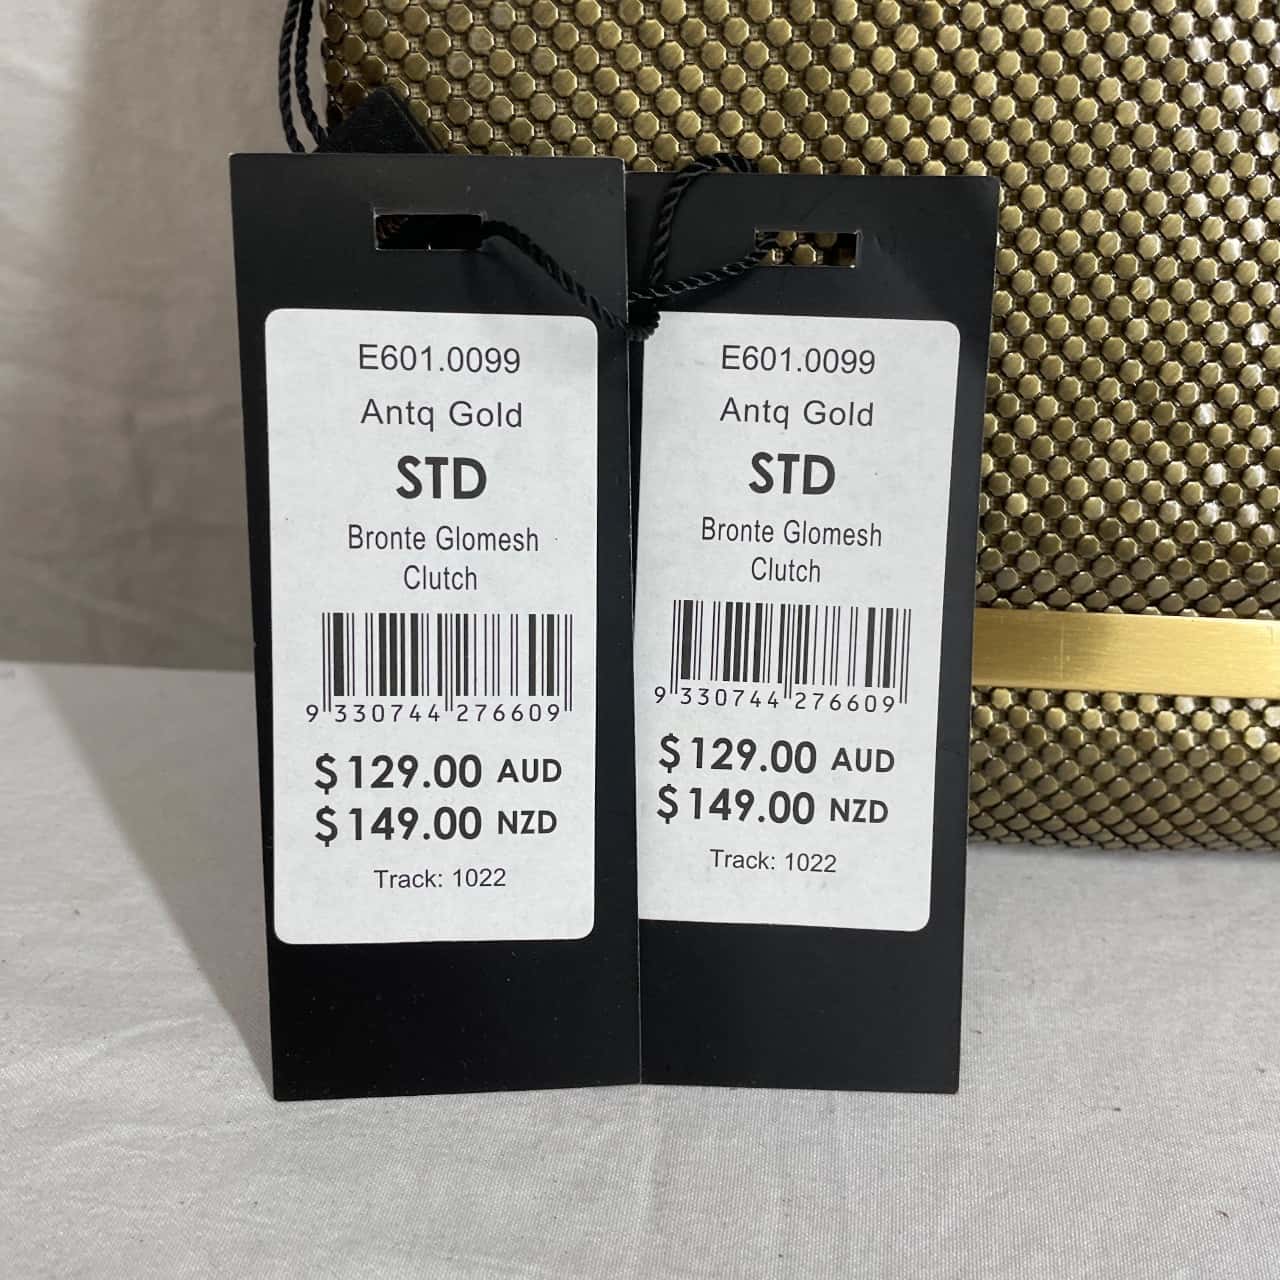 E601.0099
Antq Gold
STD
Bronte Glomesh
Clutch
9 330744 276609
$129.00 AUD
$149.00 NZD
Track: 1022
E601.0099
Antq Gold
STD
Bronte Glomesh
Clutch
9 330744 276609
$129.00 AUD
$149.00 NZD
Track: 1022